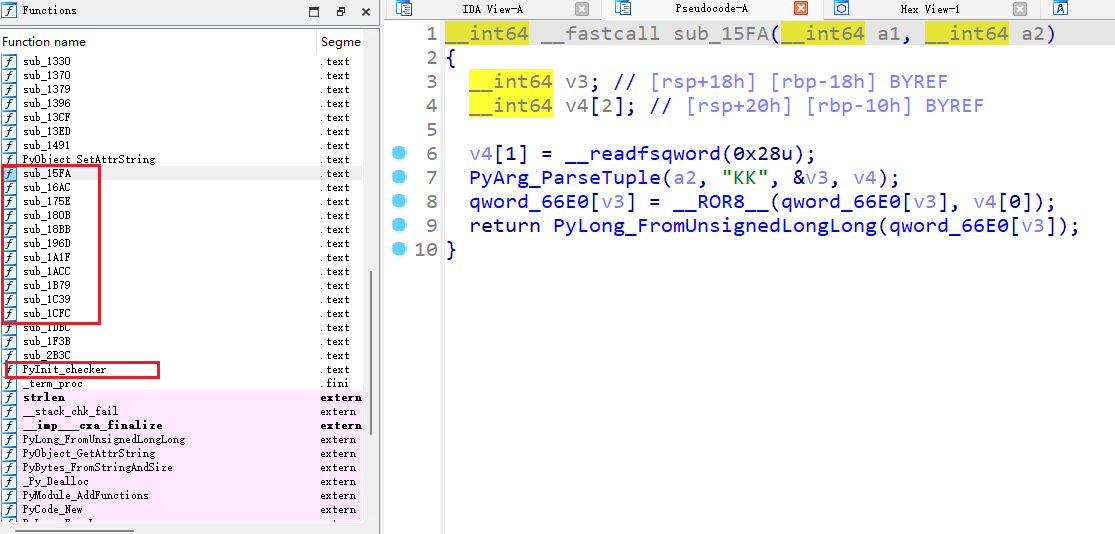 Functions
Function name
Segme
sub_1330
.text
sub_1370
.text
sub_1379
.text
sub_1396
.text
sub_13CF
.text
sub_13ED
.text
sub_1491
.text
PyObject_SetAttrString
.text
sub_15FA
.text
sub_16AC
.text
sub_175E
.text
sub_180B
.text
sub_18BB
.text
sub_196D
.text
sub_1A1F
.text
sub_1ACC
.text
sub_1B79
.text
sub_1C39
.text
sub_1CFC
.text
sub_1DBC
.text
sub_1F3B
.text
sub_2B3C
.text
PyInit_checker
.text
_term_proc
.fini
strlen
extern
__stack_chk_fail
extern
__imp___cxa_finalize
extern
PyLong_FromUnsignedLongLong
extern
PyObject_GetAttrString
extern
PyBytes_FromStringAndSize
extern
_Py_Dealloc
extern
PyModule_AddFunctions
extern
PyCode_New
extern
IDA View-A
Pseudocode-A
Hex View-1
1 __int64 __fastcall sub_15FA(__int64 a1, __int64 a2)
2 {
3 __int64 v3; // [rsp+18h] [rbp-18h] BYREF
4 __int64 v4[2]; // [rsp+20h] [rbp-10h] BYREF
5
6 v4[1] = __readfsqword(0x28u);
7 PyArg_ParseTuple(a2, "KK", &v3, v4);
8 qword_66E0[v3] = __ROR8__(qword_66E0[v3], v4[0]);
9 return PyLong_FromUnsignedLongLong(qword_66E0[v3]);
10 }